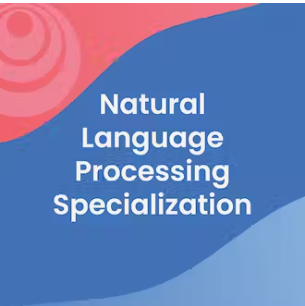 Natural
Language
Processing
Specialization